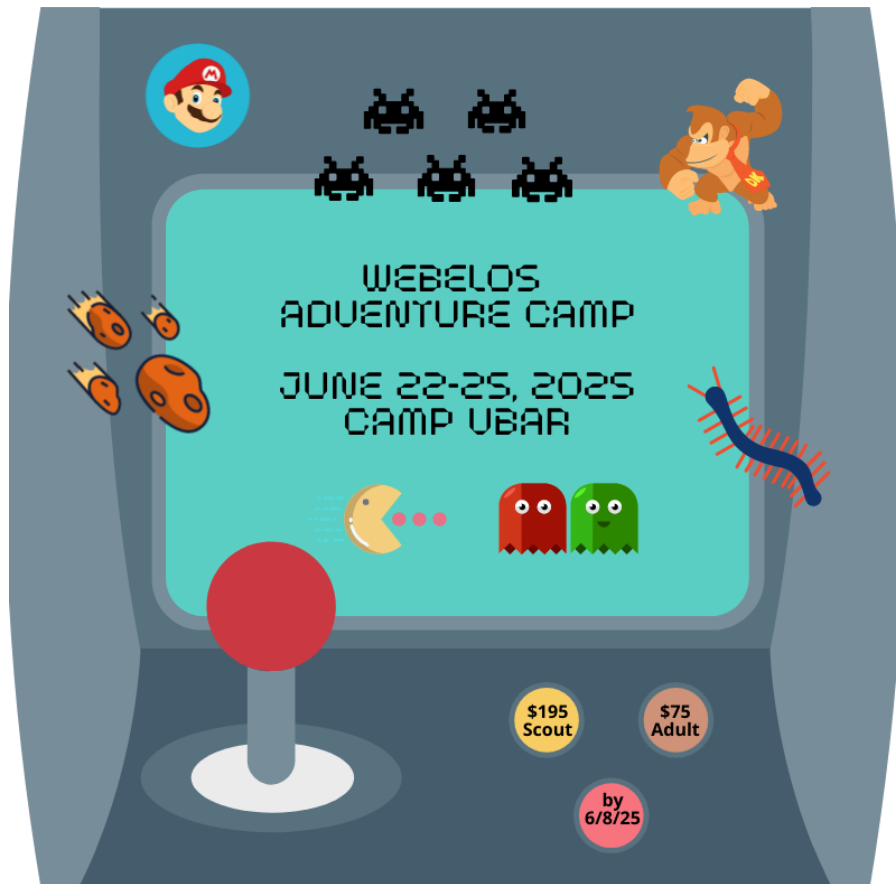 M
DK
WEBELOS
ADVENTURE CAMP
JUNE 22-25, 2025
CAMP VBAR
$195
Scout
$75
Adult
by
6/8/25